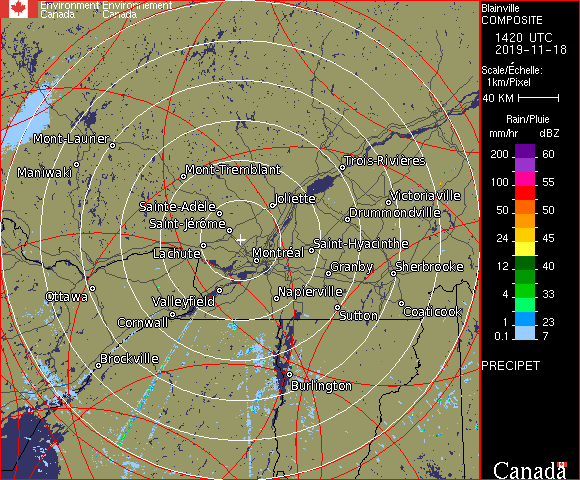 Environment Environnement
Canada Canada
Blainville
COMPOSITE
1420 UTC
2019-11-18
Scale/Échelle:
1km/Pixel
40 KM
Rain/Pluie
mm/hr dBZ
200 60
100 55
50 50
24 45
12 40
4 33
1 23
0.1 7
PRECIPET
Canada
Mont-Laurier
Maniwaki
Mont-Tremblant
Trois-Rivières
Joliette
Victoriaville
Sainte-Adèle
Drummondville
Saint-Jérôme
Saint-Hyacinthe
Lachute
Montréal
Granby
Sherbrooke
Ottawa
Valleyfield
Napierville
Coaticook
Cornwall
Sutton
Brockville
Burlington